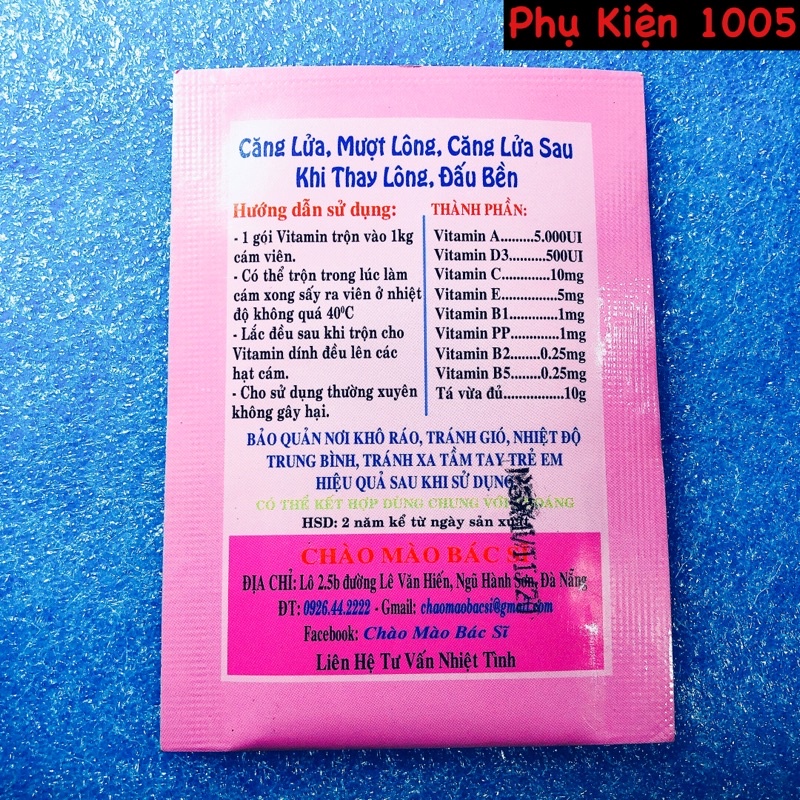 Phụ Kiện 1005
Căng Lửa, Mượt Lông, Căng Lửa Sau
Khi Thay Lông, Đấu Bền
Hướng dẫn sử dụng:
- 1 gói Vitamin trộn vào 1kg
cám viên.
- Có thể trộn trong lúc làm
cám xong sấy ra viên ở nhiệt
độ không quá 40⁰C
- Lắc đều sau khi trộn cho
Vitamin dính đều lên các
hạt cám.
- Cho sử dụng thường xuyên
không gây hại.
THÀNH PHẦN:
Vitamin A.........5.000UI
Vitamin D3..........500UI
Vitamin C.............10mg
Vitamin E..............5mg
Vitamin B1............1mg
Vitamin PP............1mg
Vitamin B2.......0.25mg
Vitamin B5.......0.25mg
Tá vừa đủ................10g
BẢO QUẢN NƠI KHÔ RÁO, TRÁNH GIÓ, NHIỆT ĐỘ
TRUNG BÌNH, TRÁNH XA TẦM TAY TRẺ EM
HIỆU QUẢ SAU KHI SỬ DỤNG
CÓ THỂ KẾT HỢP DÙNG CHUNG VỚI
HSD: 2 năm kể từ ngày sản xuất
CHÀO MÀO BÁC SĨ
ĐỊA CHỈ: Lô 2.5b đường Lê Văn Hiến, Ngũ Hành Sơn, Đà Nẵng
ĐT: 0926.44.2222 - Gmail: chaomaobacsi@gmail.com
Facebook: Chào Mào Bác Sĩ
Liên Hệ Tư Vấn Nhiệt Tình